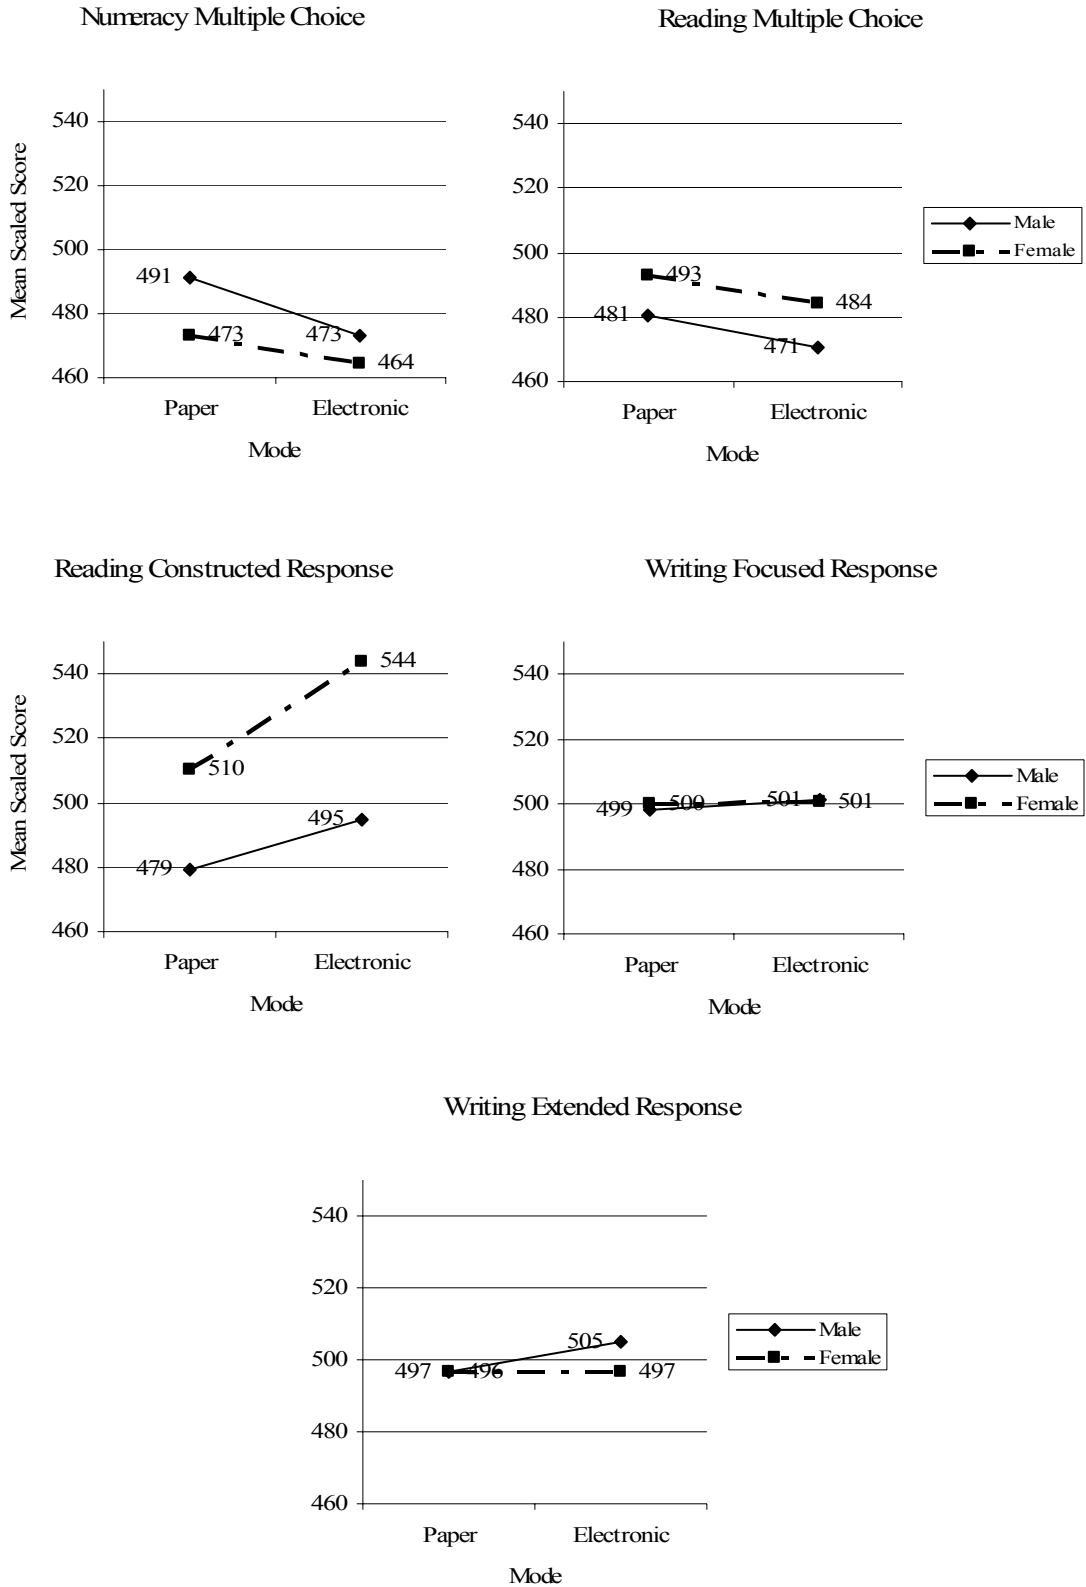 Numeracy Multiple Choice
Mean Scaled Score
540
520
500
480
460
491
473
473
464
Paper
Electronic
Mode
Reading Multiple Choice
540
520
500
480
460
493
484
481
471
Paper
Electronic
Mode
Male
Female
Reading Constructed Response
Mean Scaled Score
540
520
500
480
460
544
510
495
479
Paper
Electronic
Mode
Writing Focused Response
540
520
500
480
460
499
500
501
501
Paper
Electronic
Mode
Male
Female
Writing Extended Response
540
520
500
480
460
505
497
496
497
Paper
Electronic
Mode
Male
Female